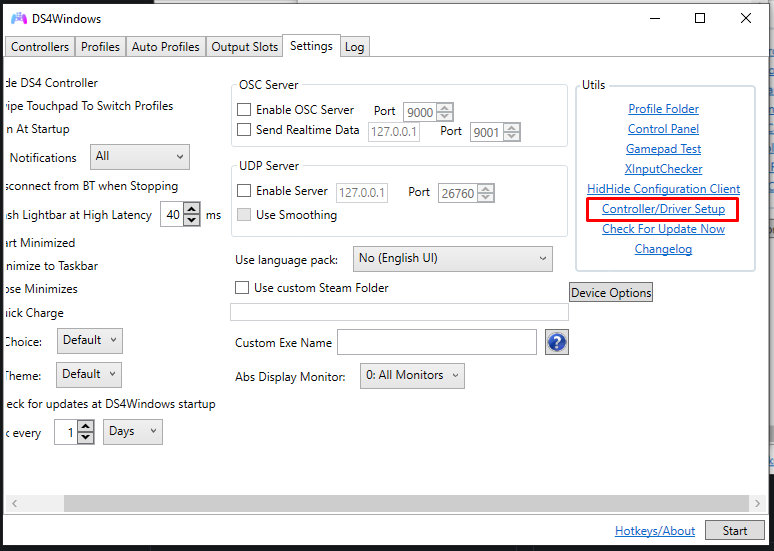 DS4Windows
Controllers Profiles Auto Profiles Output Slots Settings Log
de DS4 Controller
ipe Touchpad To Switch Profiles
n At Startup
Notifications All
sconnect from BT when Stopping
sh Lightbar at High Latency 40 ms
art Minimized
nimize to Taskbar
ose Minimizes
uick Charge
Choice: Default
Theme: Default
eck for updates at DS4Windows startup
k every 1 Days
OSC Server
Enable OSC Server Port 9000
Send Realtime Data 127.0.0.1 Port 9001
UDP Server
Enable Server 127.0.0.1 Port 26760
Use Smoothing
Use language pack: No (English UI)
Use custom Steam Folder
Custom Exe Name ?
Abs Display Monitor: 0: All Monitors
Utils
Profile Folder
Control Panel
Gamepad Test
XInputChecker
HidHide Configuration Client
Controller/Driver Setup
Check For Update Now
Changelog
Device Options
Hotkeys/About Start